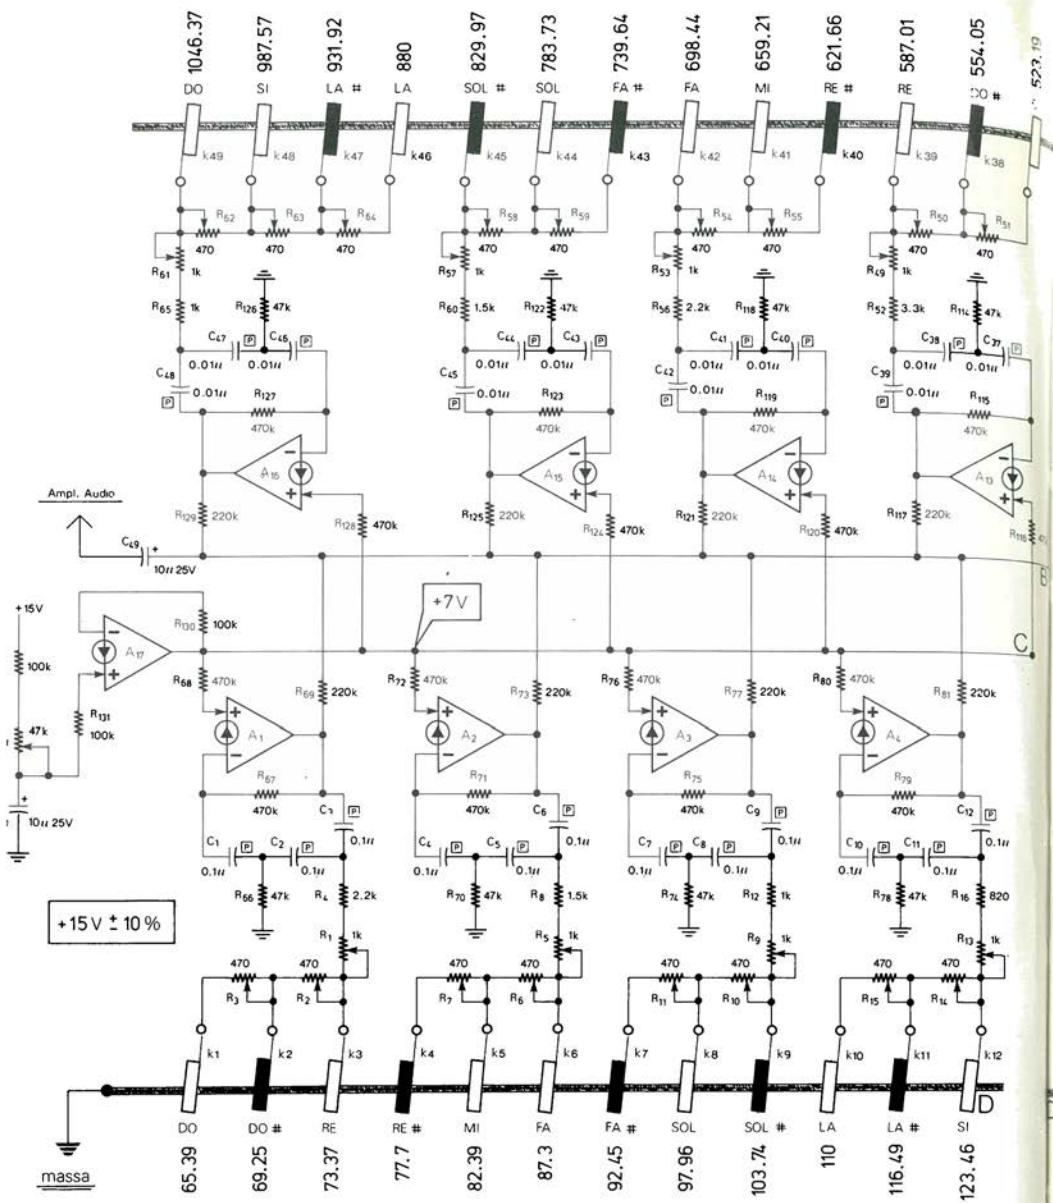 1046.37 987.57 931.92 880 829.97 783.73 739.64 698.44 659.21 621.66 587.01 554.05 523.19
DO SI LA # LA SOL # SOL FA # FA MI RE # RE DO #
k49 k48 k47 k46 k45 k44 k43 k42 k41 k40 k39 k38
R62 R63 R64 R58 R59 R54 R55 R50 R51
470 470 470 470 470 470 470 470 470
R61 1k R57 1k R53 1k R49 1k
R65 1k R126 47k R60 1.5k R122 47k R56 2.2k R118 47k R52 3.3k R114 47k
C47 P C46 P C44 P C43 P C41 P C40 P C38 P C37 P
0.01u 0.01u 0.01u 0.01u 0.01u 0.01u 0.01u 0.01u
C48 C45 C42 C39
P 0.01u P 0.01u P 0.01u P 0.01u
R127 R123 R119 R115
470k 470k 470k 470k
− A16 + − A15 + − A14 + − A13 +
Ampl. Audio
R129 220k R128 470k R125 220k R124 470k R121 220k R120 470k R117 220k R116
C49 +
10u 25V
B
+7V
+15V
R130 100k
− A17 +
C
100k
R68 470k R69 220k R72 470k R73 220k R76 470k R77 220k R80 470k R81 220k
R131 100k
47k
+ A1 − + A2 − + A3 − + A4 −
R67 R71 R75 R79
470k 470k 470k 470k
+
10u 25V
C3 P C6 P C9 P C12 P
0.1u 0.1u 0.1u 0.1u
C1 P C2 P C4 P C5 P C7 P C8 P C10 P C11 P
0.1u 0.1u 0.1u 0.1u 0.1u 0.1u 0.1u 0.1u
R66 47k R4 2.2k R70 47k R8 1.5k R74 47k R12 1k R78 47k R16 820
+15V ± 10%
R1 1k R5 1k R9 1k R13 1k
470 470 470 470 470 470 470 470
R3 R2 R7 R6 R11 R10 R15 R14
k1 k2 k3 k4 k5 k6 k7 k8 k9 k10 k11 k12
D
DO DO # RE RE # MI FA FA # SOL SOL # LA LA # SI
massa
65.39 69.25 73.37 77.7 82.39 87.3 92.45 97.96 103.74 110 116.49 123.46